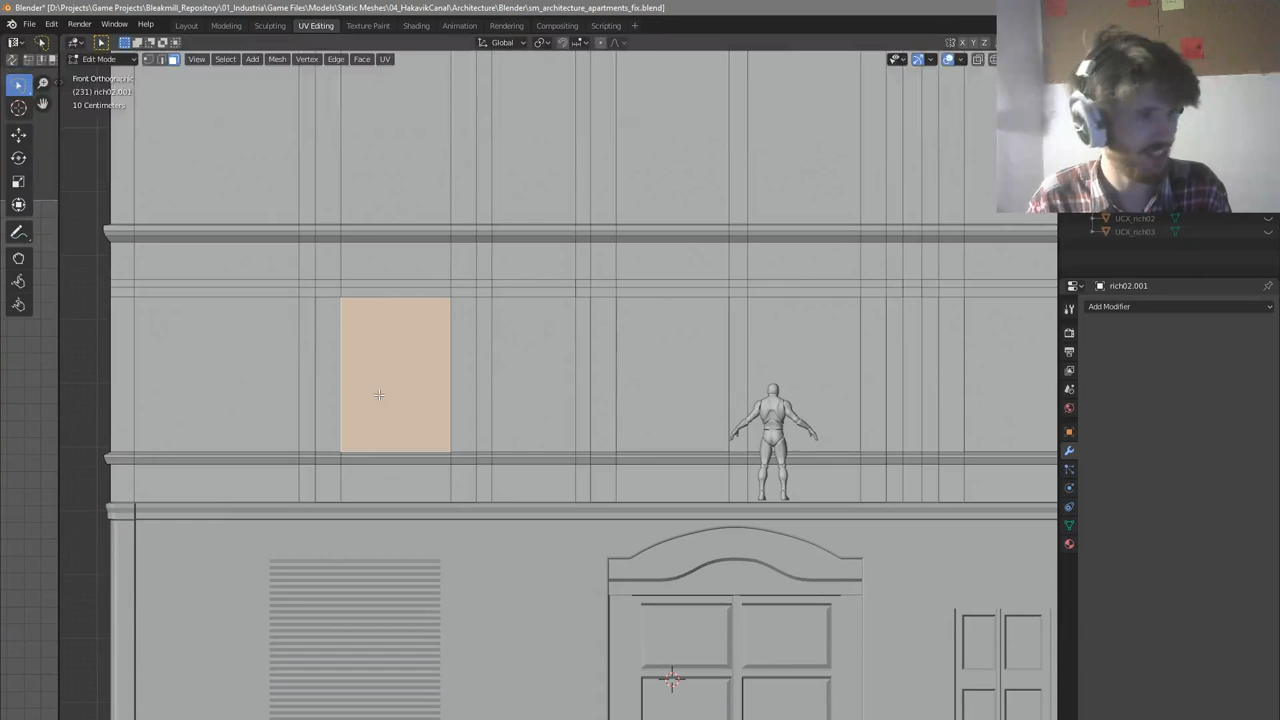 Blender* [D:\Projects\Game Projects\Bleakmill_Repository\01_Industria\Game Files\Models\Static Meshes\04_HakavikCanal\Architecture\Blender\sm_architecture_apartments_fix.blend]
File Edit Render Window Help Layout Modeling Sculpting UV Editing Texture Paint Shading Animation Rendering Compositing Scripting
Global X Y Z
Edit Mode View Select Add Mesh Vertex Edge Face UV
Front Orthographic
(231) rich02.001
10 Centimeters
UCX_rich02
UCX_rich03
rich02.001
Add Modifier